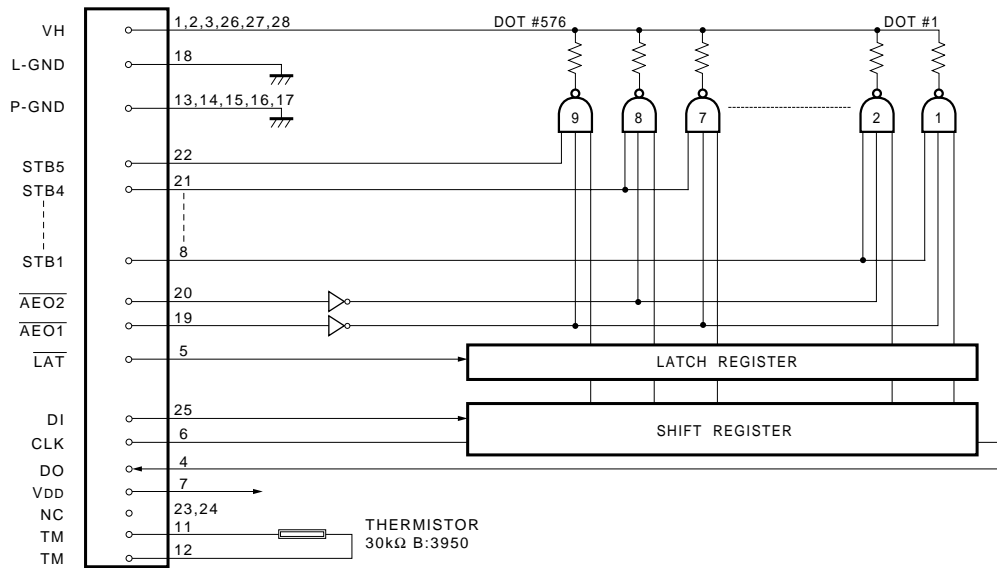 VH 1,2,3,26,27,28 DOT #576 DOT #1
L-GND 18
P-GND 13,14,15,16,17
9 8 7 2 1
STB5 22
STB4 21
STB1 8
AEO2 20
AEO1 19
LAT 5
LATCH REGISTER
DI 25
CLK 6
SHIFT REGISTER
DO 4
VDD 7
NC 23,24
TM 11
THERMISTOR
30kΩ B:3950
TM 12